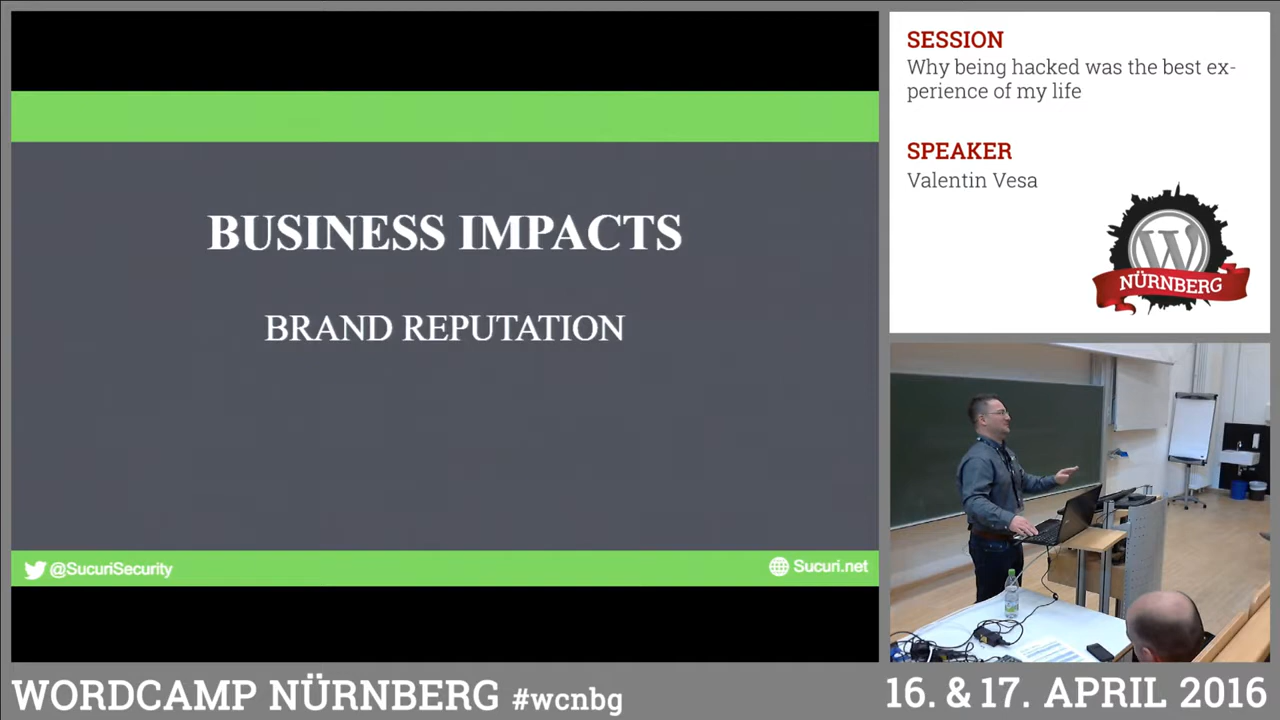 BUSINESS IMPACTS
BRAND REPUTATION
@SucuriSecurity
Sucuri.net
SESSION
Why being hacked was the best ex-
perience of my life
SPEAKER
Valentin Vesa
W
NÜRNBERG
WORDCAMP NÜRNBERG #wcnbg
16. & 17. APRIL 2016